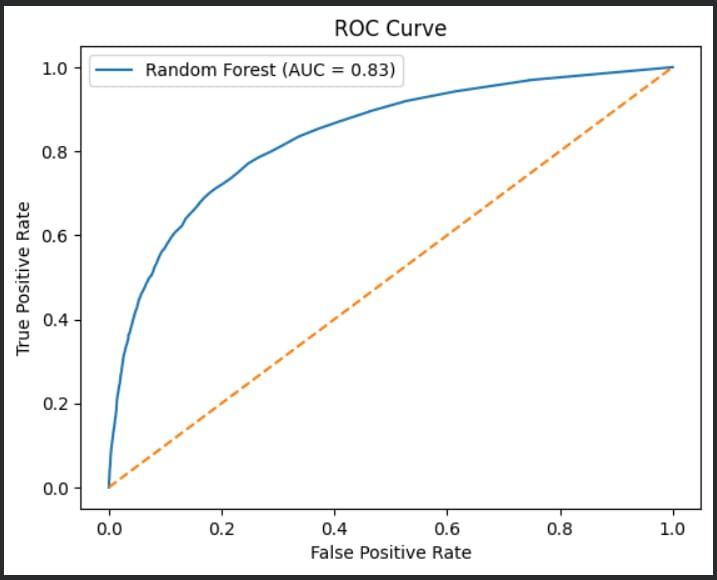 ROC Curve
Random Forest (AUC = 0.83)
True Positive Rate
1.0
0.8
0.6
0.4
0.2
0.0
0.0 0.2 0.4 0.6 0.8 1.0
False Positive Rate